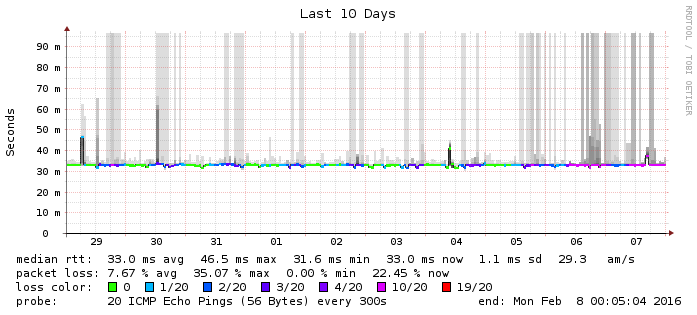 Last 10 Days
RRDTOOL / TOBI OETIKER
Seconds
90 m
80 m
70 m
60 m
50 m
40 m
30 m
20 m
10 m
0
29 30 31 01 02 03 04 05 06 07
median rtt: 33.0 ms avg 46.5 ms max 31.6 ms min 33.0 ms now 1.1 ms sd 29.3 am/s
packet loss: 7.67 % avg 35.07 % max 0.00 % min 22.45 % now
loss color: 0 1/20 2/20 3/20 4/20 10/20 19/20
probe: 20 ICMP Echo Pings (56 Bytes) every 300s end: Mon Feb 8 00:05:04 2016